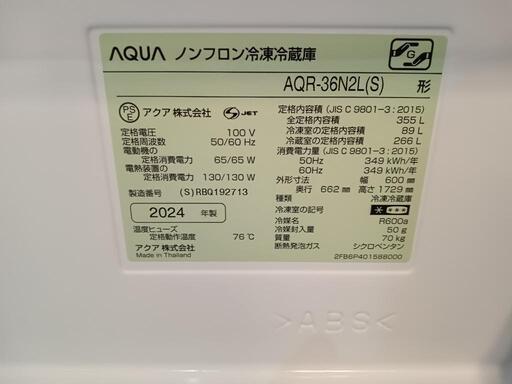 AQUA ノンフロン冷凍冷蔵庫
G
AQR-36N2L(S) 形
PS E アクア株式会社 S JET
定格電圧 100 V
定格周波数 50/60 Hz
電動機の
定格消費電力 65/65 W
電熱装置の
定格消費電力 130/130 W
製造番号 (S)RBQ192713
2024 年製
温度ヒューズ
定格動作温度 76℃
アクア株式会社
Made in Thailand
定格内容積 (JIS C 9801-3 : 2015)
全定格内容積 355 L
冷凍室の定格内容積 89 L
冷蔵室の定格内容積 266 L
消費電力量 (JIS C 9801-3 : 2015)
50Hz 349 kWh/年
60Hz 349 kWh/年
外形寸法 幅 600 mm
奥行 662 mm 高さ 1729 mm
種類 冷凍冷蔵庫
冷凍室の記号
冷媒名 R600a
冷媒封入量 50 g
質量 70 kg
断熱発泡ガス シクロペンタン
2FB6P401588000
>ABS<